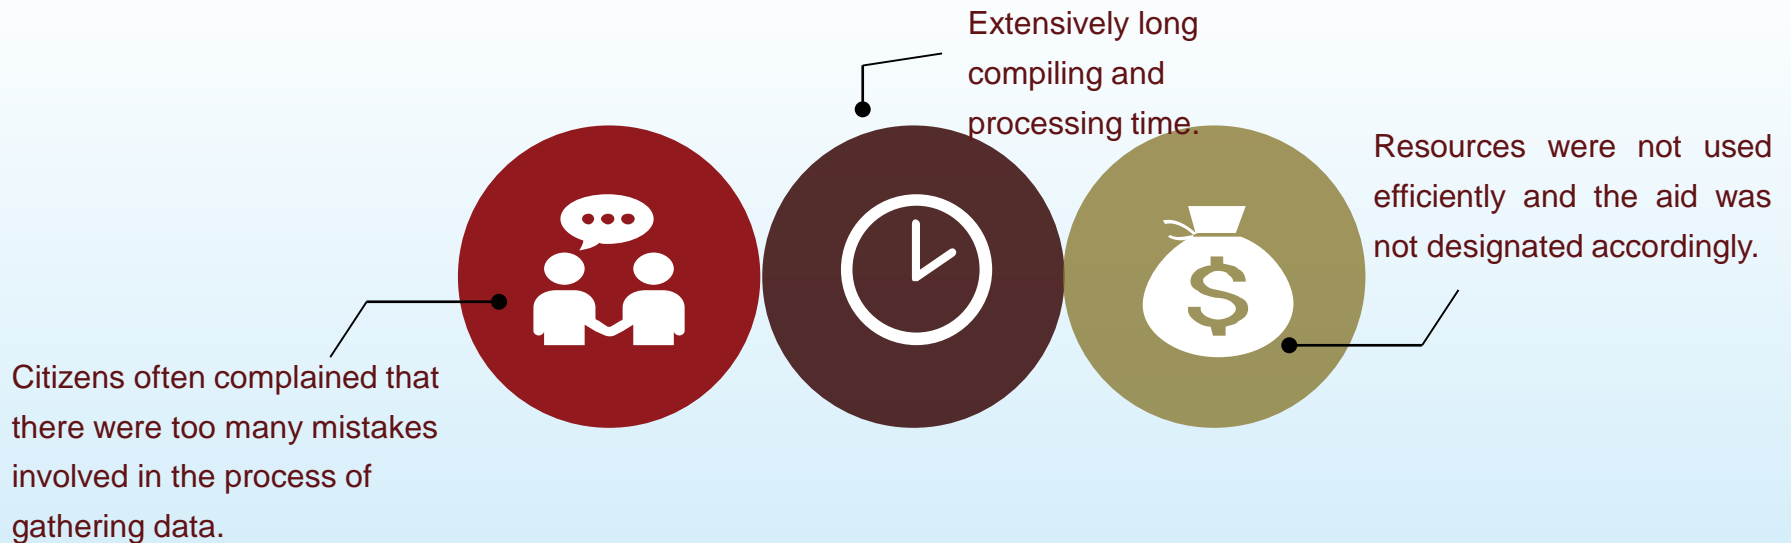 Extensively long
compiling and
processing time.
Resources were not used
efficiently and the aid was
not designated accordingly.
$
Citizens often complained that
there were too many mistakes
involved in the process of
gathering data.